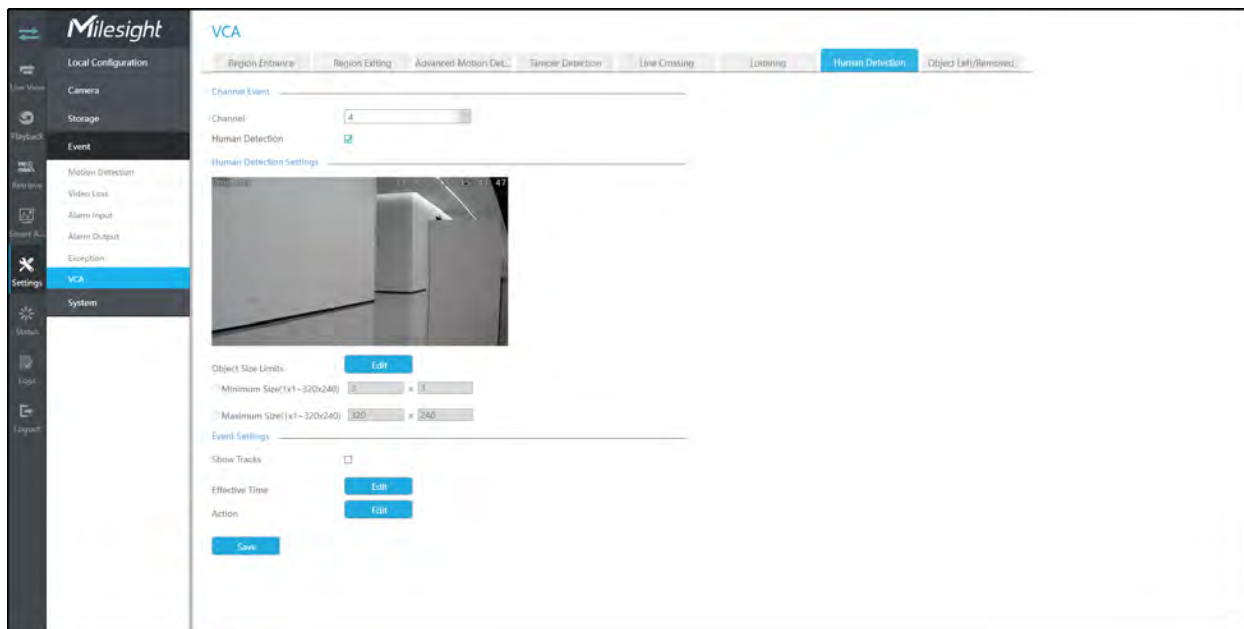 Milesight
VCA
Local Configuration
Region Entrance Region Exiting Advanced Motion Det... Tamper Detection Line Crossing Loitering Human Detection Object Left/Removed
Live View
Camera
Channel Event
Storage
Channel 4
Playback
Event
Human Detection
Human Detection Settings
Motion Detection
Retrieve
Video Loss
47
Alarm Input
Smart A...
Alarm Output
Exception
Settings
VCA
System
Status
Logs
Object Size Limits Edit
Minimum Size(1x1~320x240) 3 x 3
Logout
Maximum Size(1x1~320x240) 320 x 240
Event Settings
Show Tracks
Effective Time Edit
Action Edit
Save